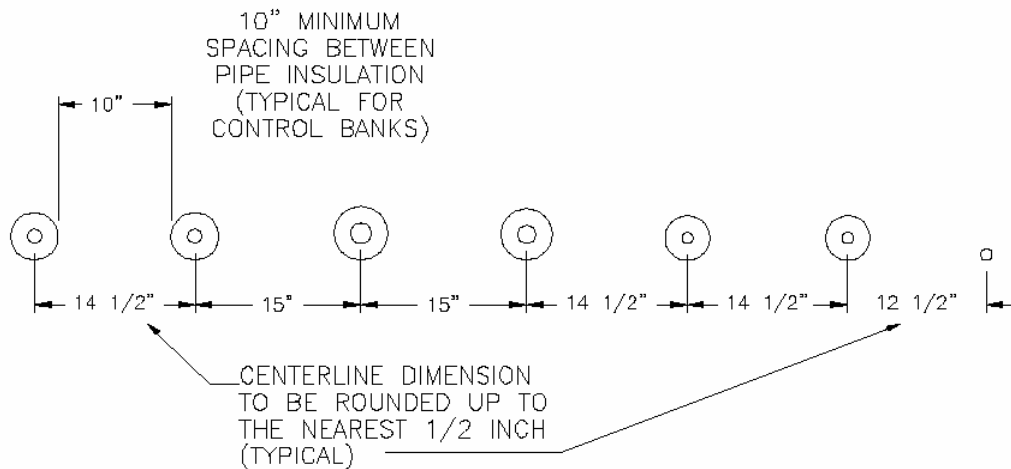 10” MINIMUM
SPACING BETWEEN
PIPE INSULATION
(TYPICAL FOR
CONTROL BANKS)
10”
14 1/2” 15” 15” 14 1/2” 14 1/2” 12 1/2”
CENTERLINE DIMENSION
TO BE ROUNDED UP TO
THE NEAREST 1/2 INCH
(TYPICAL)